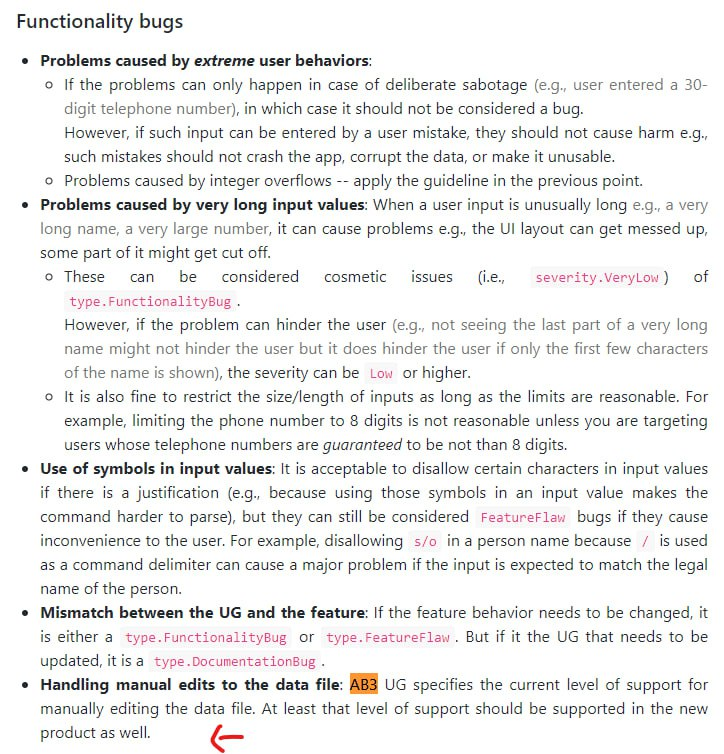 Functionality bugs
• Problems caused by extreme user behaviors:
○ If the problems can only happen in case of deliberate sabotage (e.g., user entered a 30-
digit telephone number), in which case it should not be considered a bug.
However, if such input can be entered by a user mistake, they should not cause harm e.g.,
such mistakes should not crash the app, corrupt the data, or make it unusable.
○ Problems caused by integer overflows -- apply the guideline in the previous point.
• Problems caused by very long input values: When a user input is unusually long e.g., a very
long name, a very large number, it can cause problems e.g., the UI layout can get messed up,
some part of it might get cut off.
○ These can be considered cosmetic issues (i.e., severity.VeryLow) of
type.FunctionalityBug.
However, if the problem can hinder the user (e.g., not seeing the last part of a very long
name might not hinder the user but it does hinder the user if only the first few characters
of the name is shown), the severity can be Low or higher.
○ It is also fine to restrict the size/length of inputs as long as the limits are reasonable. For
example, limiting the phone number to 8 digits is not reasonable unless you are targeting
users whose telephone numbers are guaranteed to be not than 8 digits.
• Use of symbols in input values: It is acceptable to disallow certain characters in input values
if there is a justification (e.g., because using those symbols in an input value makes the
command harder to parse), but they can still be considered FeatureFlaw bugs if they cause
inconvenience to the user. For example, disallowing s/o in a person name because / is used
as a command delimiter can cause a major problem if the input is expected to match the legal
name of the person.
• Mismatch between the UG and the feature: If the feature behavior needs to be changed, it
is either a type.FunctionalityBug or type.FeatureFlaw. But if it the UG that needs to be
updated, it is a type.DocumentationBug.
• Handling manual edits to the data file: AB3 UG specifies the current level of support for
manually editing the data file. At least that level of support should be supported in the new
product as well.